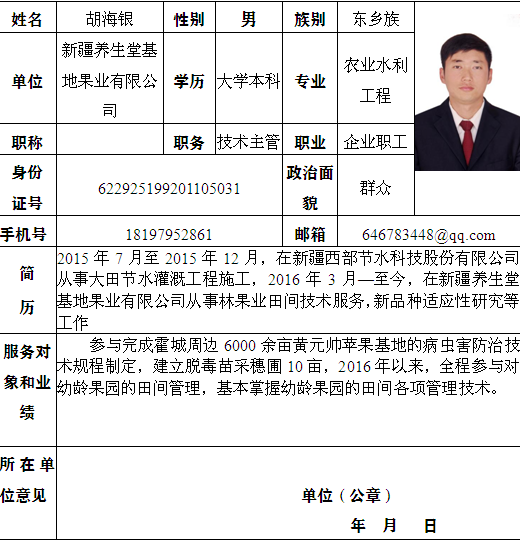 姓名 胡海银 性别 男 族别 东乡族
单位 新疆养生堂基地果业有限公司 学历 大学本科 专业 农业水利工程
职称 职务 技术主管 职业 企业职工
身份证号 622925199201105031 政治面貌 群众
手机号 18197952861 邮箱 646783448@qq.com
简历
2015 年 7 月至 2015 年 12 月，在新疆西部节水科技股份有限公司
从事大田节水灌溉工程施工，2016 年 3 月—至今，在新疆养生堂
基地果业有限公司从事林果业田间技术服务，新品种适应性研究等
工作
服务对象和业绩
参与完成霍城周边 6000 余亩黄元帅苹果基地的病虫害防治技
术规程制定，建立脱毒苗采穗圃 10 亩，2016 年以来，全程参与对
幼龄果园的田间管理，基本掌握幼龄果园的田间各项管理技术。
所在单位意见
单位（公章）
年 月 日